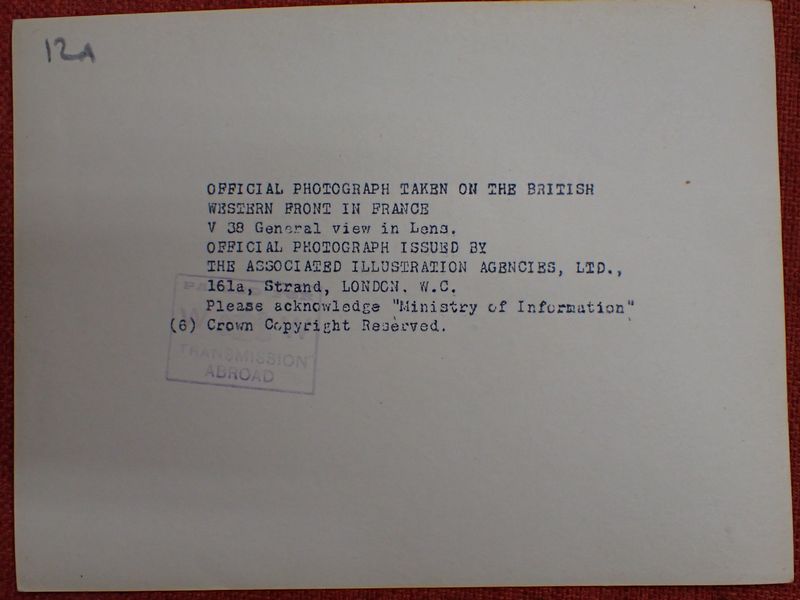 12A
OFFICIAL PHOTOGRAPH TAKEN ON THE BRITISH
WESTERN FRONT IN FRANCE
V 38 General view in Lens.
OFFICIAL PHOTOGRAPH ISSUED BY
THE ASSOCIATED ILLUSTRATION AGENCIES, LTD.,
161a, Strand, LONDON. W.C.
Please acknowledge "Ministry of Information"
(6) Crown Copyright Reserved.
TRANSMISSION
ABROAD